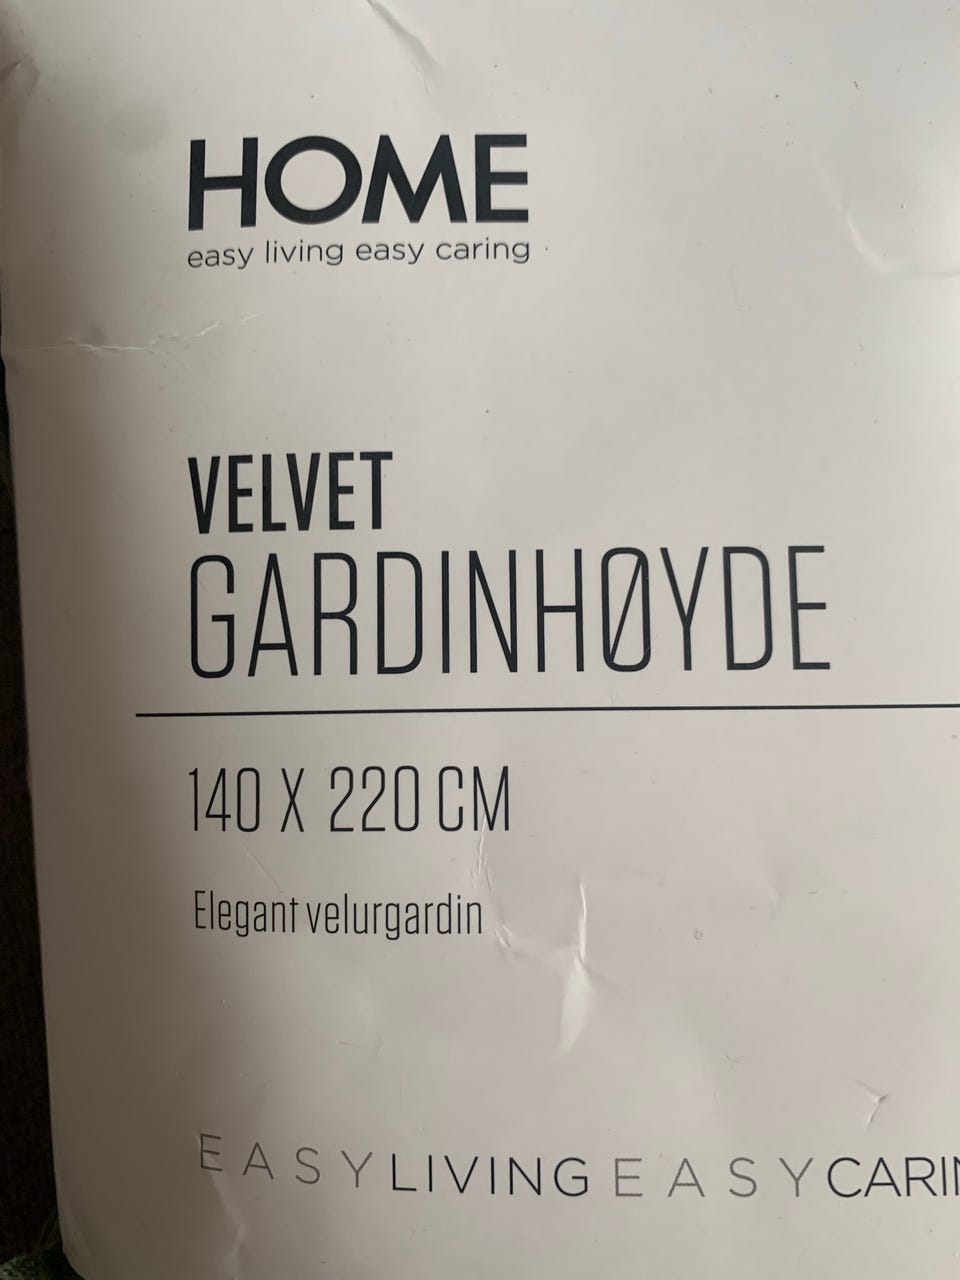 HOME
easy living easy caring
VELVET
GARDINHØYDE
140 X 220 CM
Elegant velurgardin
EASYLIVINGEASYCARIN